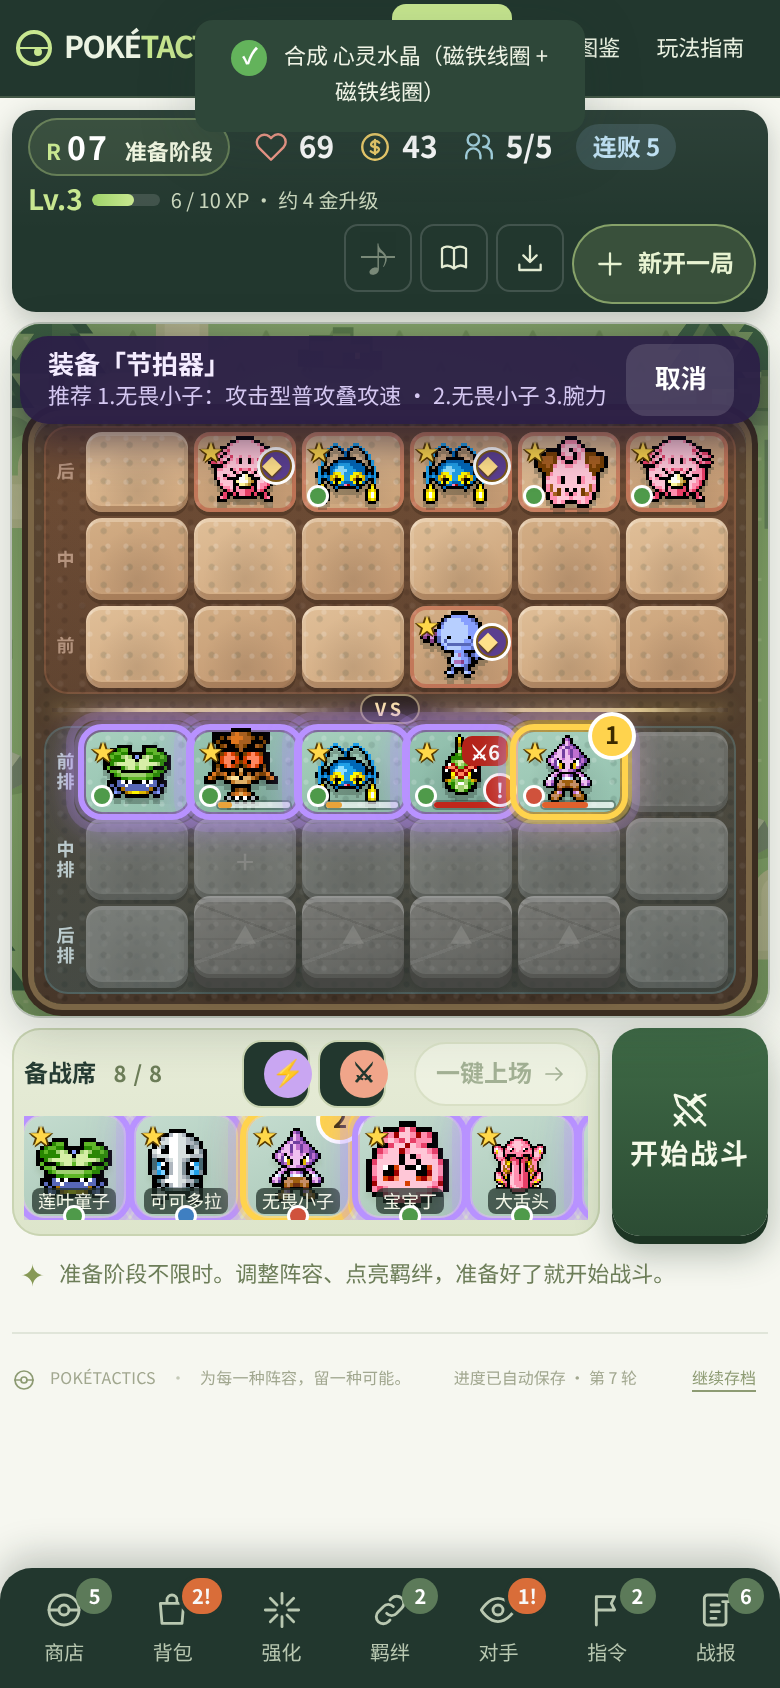 POKÉTAC
图鉴
玩法指南
合成 心灵水晶（磁铁线圈 +
磁铁线圈）
R 07 准备阶段
69
43
5/5
连败 5
Lv.3
6 / 10 XP · 约 4 金升级
新开一局
装备「节拍器」
推荐 1.无畏小子：攻击型普攻叠攻速 · 2.无畏小子 3.腕力
取消
后
中
前
VS
前排
6
!
1
中排
后排
备战席 8 / 8
一键上场 →
2
莲叶童子
可可多拉
无畏小子
宝宝丁
大舌头
开始战斗
准备阶段不限时。调整阵容、点亮羁绊，准备好了就开始战斗。
POKÉTACTICS · 为每一种阵容，留一种可能。
进度已自动保存 · 第 7 轮
继续存档
5
2!
2
1!
2
6
商店
背包
强化
羁绊
对手
指令
战报